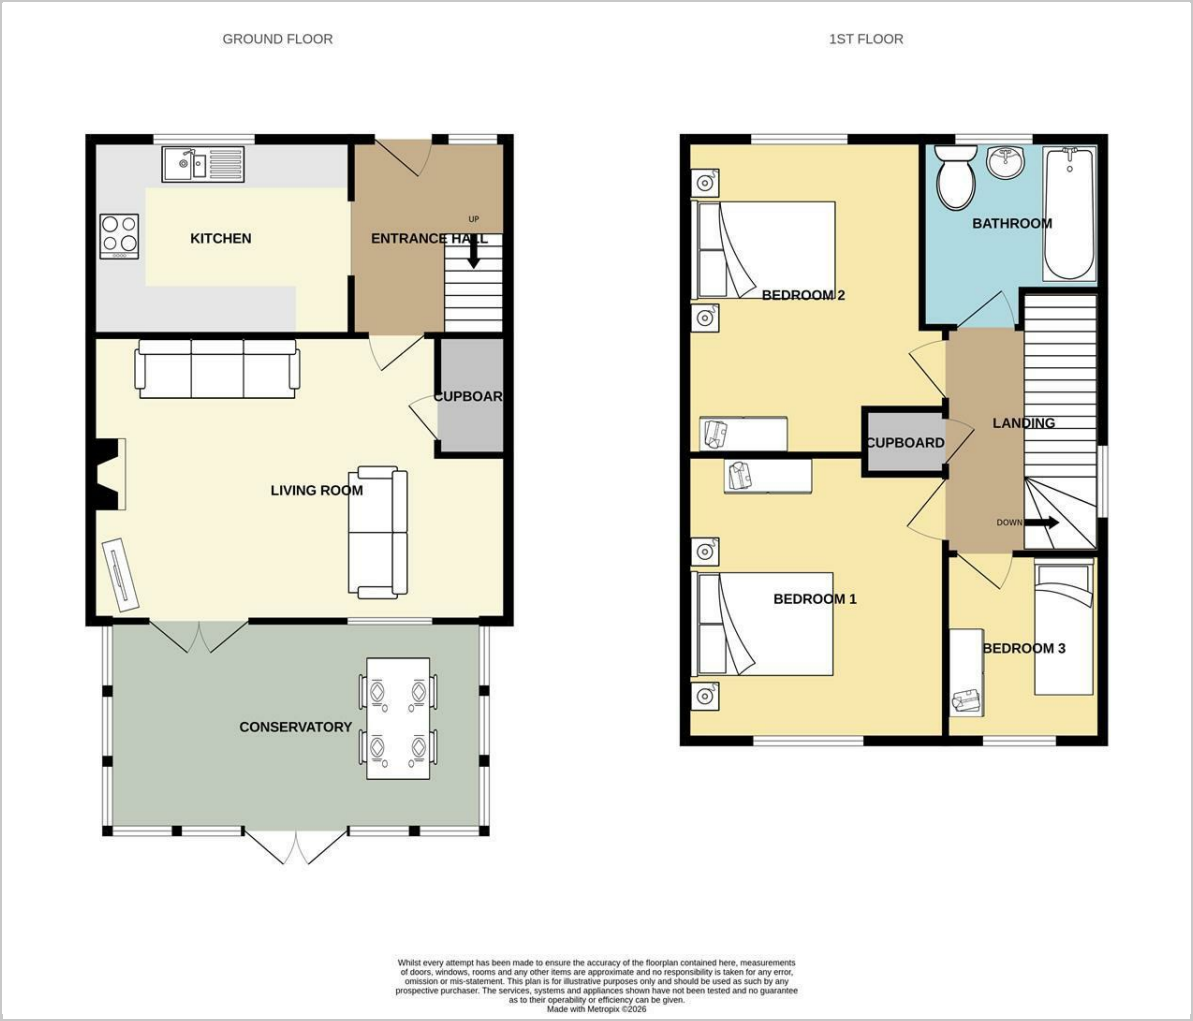 GROUND FLOOR
1ST FLOOR
KITCHEN
UP
ENTRANCE HALL
CUPBOAR
LIVING ROOM
CONSERVATORY
BATHROOM
BEDROOM 2
LANDING
CUPBOARD
DOWN
BEDROOM 1
BEDROOM 3
Whilst every attempt has been made to ensure the accuracy of the floorplan contained here, measurements
of doors, windows, rooms and any other items are approximate and no responsibility is taken for any error,
omission or mis-statement. This plan is for illustrative purposes only and should be used as such by any
prospective purchaser. The services, systems and appliances shown have not been tested and no guarantee
as to their operability or efficiency can be given.
Made with Metropix ©2026